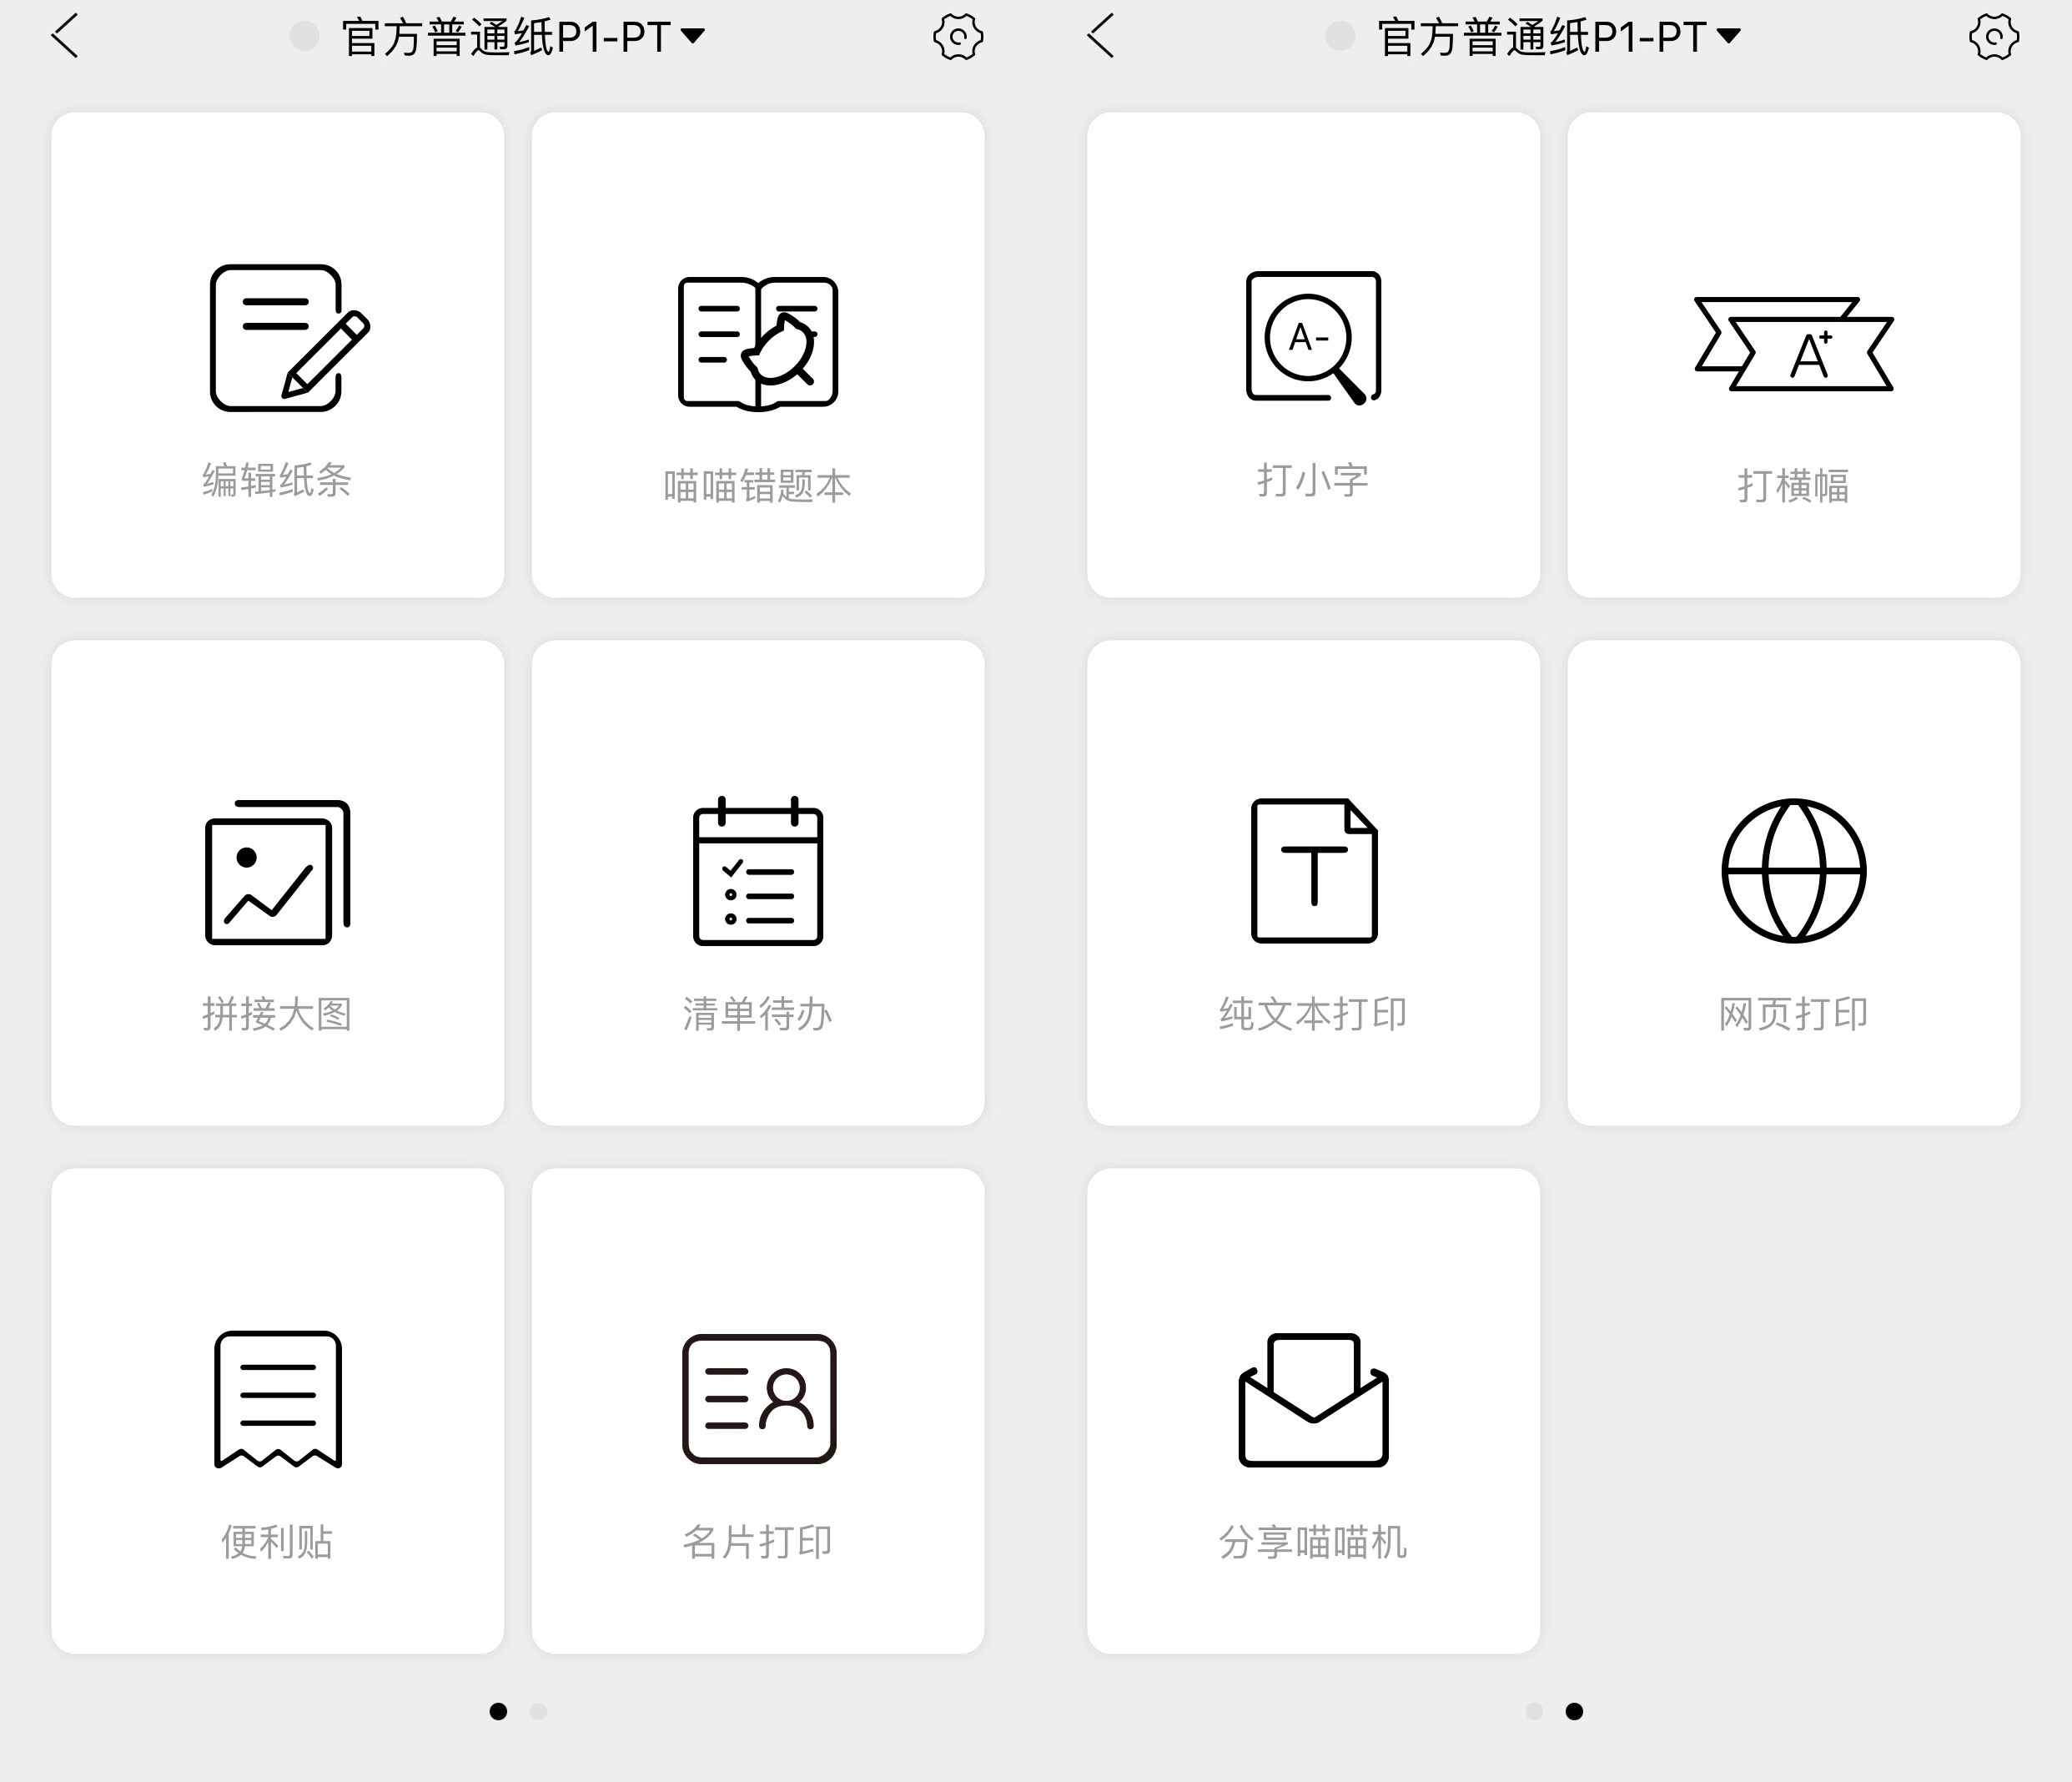 官方普通纸P1-PT
编辑纸条
喵喵错题本
拼接大图
清单待办
便利贴
名片打印
官方普通纸P1-PT
A-
打小字
A+
打横幅
T
纯文本打印
网页打印
分享喵喵机